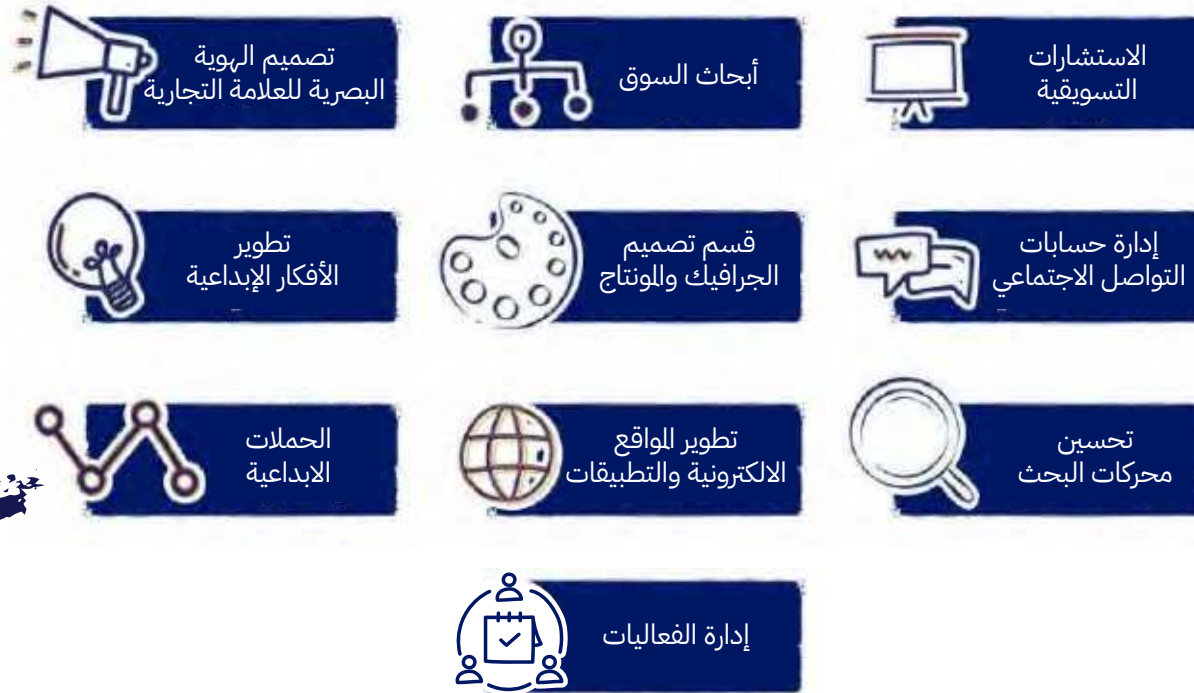 الاستشارات
التسويقية
أبحاث السوق
تصميم الهوية
البصرية للعلامة التجارية
إدارة حسابات
التواصل الاجتماعي
قسم تصميم
الجرافيك والمونتاج
تطوير
الأفكار الإبداعية
تحسين
محركات البحث
تطوير المواقع
الالكترونية والتطبيقات
الحملات
الابداعية
إدارة الفعاليات